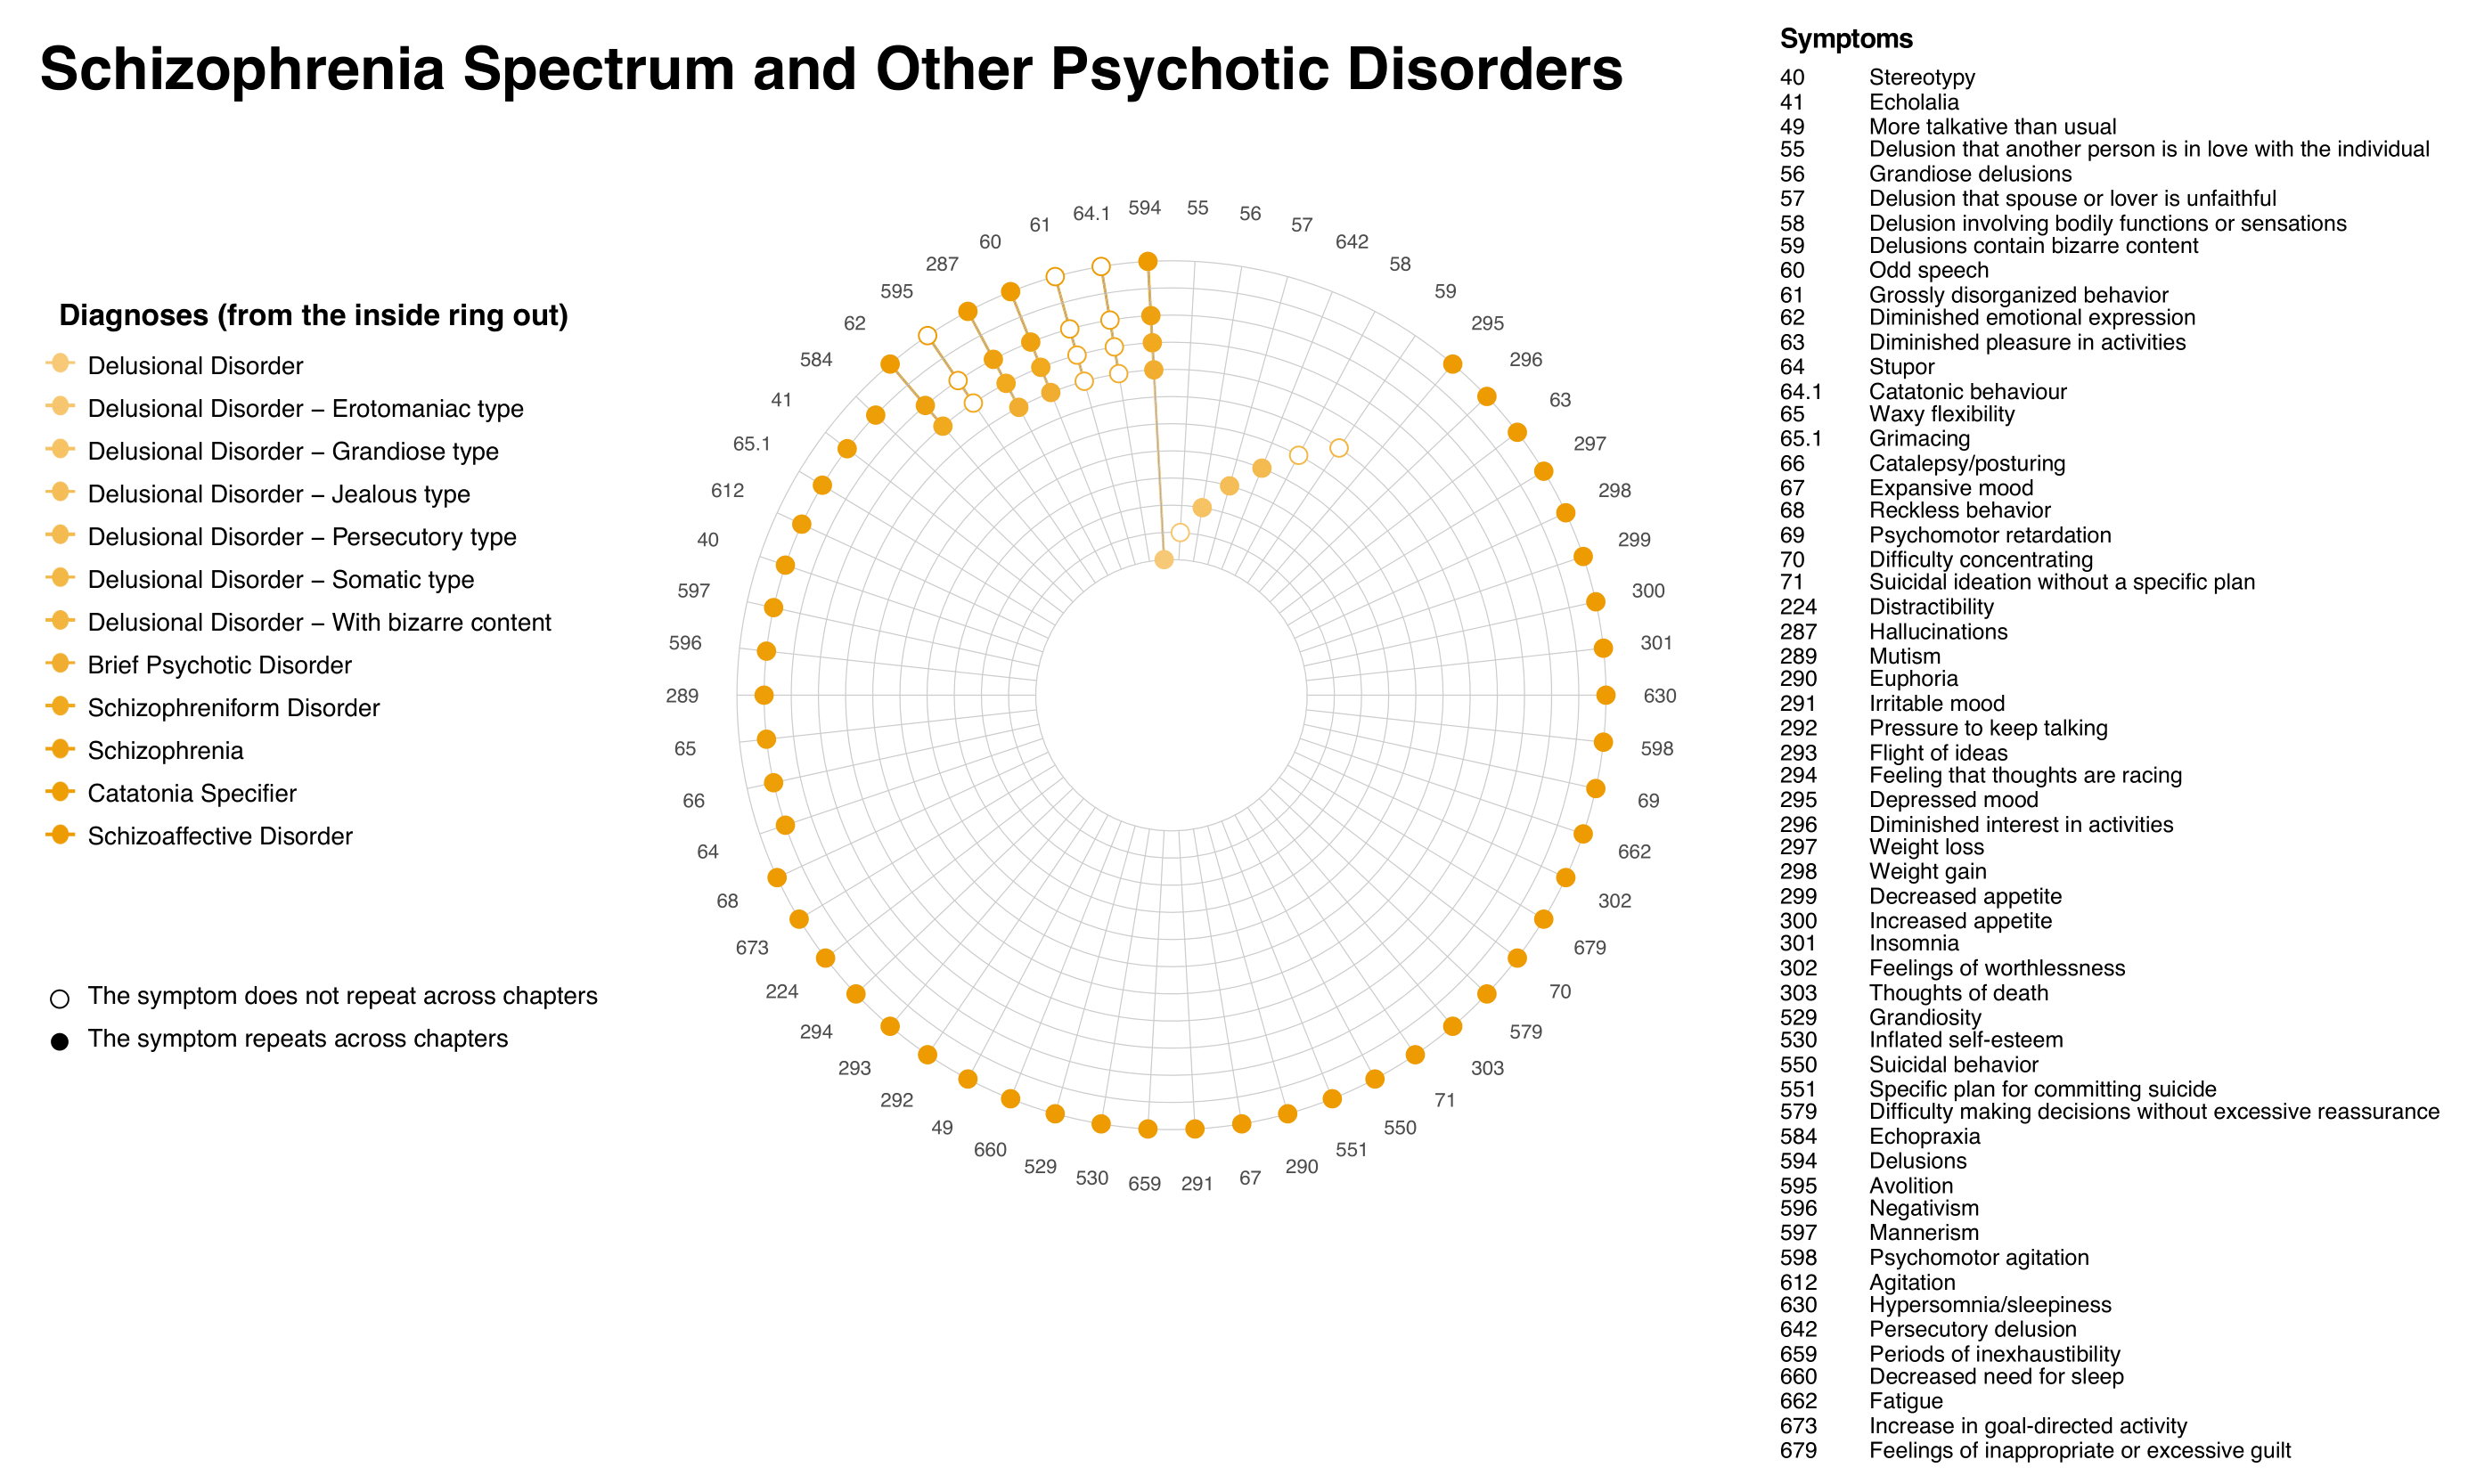 Schizophrenia Spectrum and Other Psychotic Disorders
Diagnoses (from the inside ring out)
Delusional Disorder
Delusional Disorder – Erotomaniac type
Delusional Disorder – Grandiose type
Delusional Disorder – Jealous type
Delusional Disorder – Persecutory type
Delusional Disorder – Somatic type
Delusional Disorder – With bizarre content
Brief Psychotic Disorder
Schizophreniform Disorder
Schizophrenia
Catatonia Specifier
Schizoaffective Disorder
The symptom does not repeat across chapters
The symptom repeats across chapters
594
55
56
57
642
58
59
295
296
63
297
298
299
300
301
630
598
69
662
302
679
70
579
303
71
550
551
290
67
291
659
530
529
660
49
292
293
294
224
673
68
64
66
65
289
596
597
40
612
65.1
41
584
62
595
287
60
61
64.1
Symptoms
40 Stereotypy
41 Echolalia
49 More talkative than usual
55 Delusion that another person is in love with the individual
56 Grandiose delusions
57 Delusion that spouse or lover is unfaithful
58 Delusion involving bodily functions or sensations
59 Delusions contain bizarre content
60 Odd speech
61 Grossly disorganized behavior
62 Diminished emotional expression
63 Diminished pleasure in activities
64 Stupor
64.1 Catatonic behaviour
65 Waxy flexibility
65.1 Grimacing
66 Catalepsy/posturing
67 Expansive mood
68 Reckless behavior
69 Psychomotor retardation
70 Difficulty concentrating
71 Suicidal ideation without a specific plan
224 Distractibility
287 Hallucinations
289 Mutism
290 Euphoria
291 Irritable mood
292 Pressure to keep talking
293 Flight of ideas
294 Feeling that thoughts are racing
295 Depressed mood
296 Diminished interest in activities
297 Weight loss
298 Weight gain
299 Decreased appetite
300 Increased appetite
301 Insomnia
302 Feelings of worthlessness
303 Thoughts of death
529 Grandiosity
530 Inflated self-esteem
550 Suicidal behavior
551 Specific plan for committing suicide
579 Difficulty making decisions without excessive reassurance
584 Echopraxia
594 Delusions
595 Avolition
596 Negativism
597 Mannerism
598 Psychomotor agitation
612 Agitation
630 Hypersomnia/sleepiness
642 Persecutory delusion
659 Periods of inexhaustibility
660 Decreased need for sleep
662 Fatigue
673 Increase in goal-directed activity
679 Feelings of inappropriate or excessive guilt